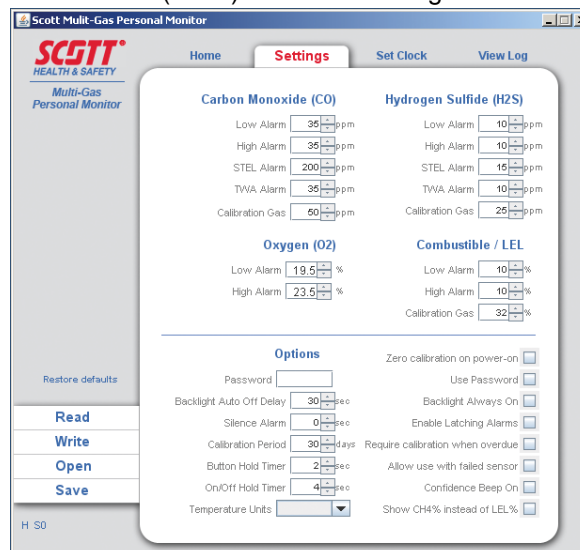 Scott Mulit-Gas Personal Monitor
SCOTT
HEALTH & SAFETY
Multi-Gas
Personal Monitor
Home Settings Set Clock View Log
Carbon Monoxide (CO) Hydrogen Sulfide (H2S)
Low Alarm 35 ppm Low Alarm 10 ppm
High Alarm 35 ppm High Alarm 10 ppm
STEL Alarm 200 ppm STEL Alarm 15 ppm
TWA Alarm 35 ppm TWA Alarm 10 ppm
Calibration Gas 50 ppm Calibration Gas 25 ppm
Oxygen (O2) Combustible / LEL
Low Alarm 19.5 % Low Alarm 10 %
High Alarm 23.5 % High Alarm 10 %
Calibration Gas 32 %
Options Zero calibration on power-on
Restore defaults Password Use Password
Backlight Auto Off Delay 30 sec Backlight Always On
Read Silence Alarm 0 sec Enable Latching Alarms
Write Calibration Period 30 days Require calibration when overdue
Open Button Hold Timer 2 sec Allow use with failed sensor
Save On/Off Hold Timer 4 sec Confidence Beep On
Temperature Units Show CH4% instead of LEL%
H S0